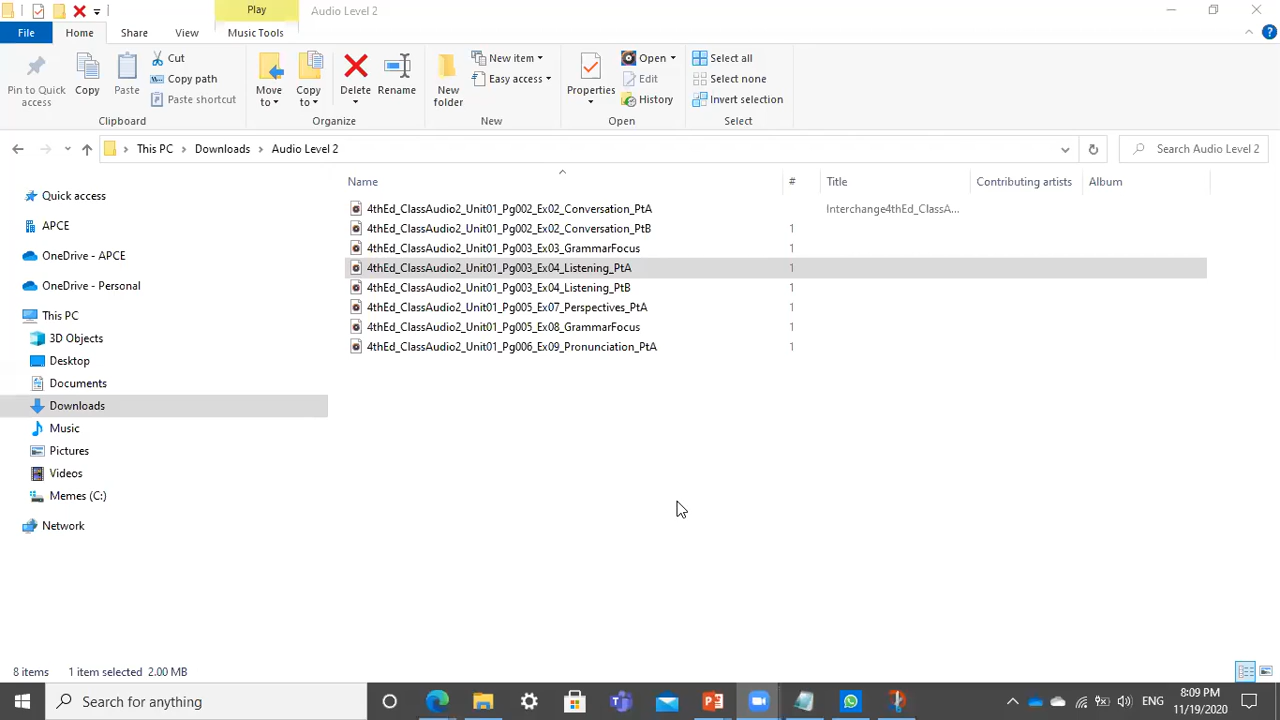 Play
Audio Level 2
File
Home
Share
View
Music Tools
Pin to Quick access
Copy
Paste
Cut
Copy path
Paste shortcut
Move to
Copy to
Delete
Rename
New folder
New item
Easy access
Properties
Open
Edit
History
Select all
Select none
Invert selection
Clipboard
Organize
New
Open
Select
This PC
Downloads
Audio Level 2
Search Audio Level 2
Name
#
Title
Contributing artists
Album
4thEd_ClassAudio2_Unit01_Pg002_Ex02_Conversation_PtA
Interchange4thEd_ClassA...
4thEd_ClassAudio2_Unit01_Pg002_Ex02_Conversation_PtB
1
4thEd_ClassAudio2_Unit01_Pg003_Ex03_GrammarFocus
1
4thEd_ClassAudio2_Unit01_Pg003_Ex04_Listening_PtA
1
4thEd_ClassAudio2_Unit01_Pg003_Ex04_Listening_PtB
1
4thEd_ClassAudio2_Unit01_Pg005_Ex07_Perspectives_PtA
1
4thEd_ClassAudio2_Unit01_Pg005_Ex08_GrammarFocus
1
4thEd_ClassAudio2_Unit01_Pg006_Ex09_Pronunciation_PtA
1
Quick access
APCE
OneDrive - APCE
OneDrive - Personal
This PC
3D Objects
Desktop
Documents
Downloads
Music
Pictures
Videos
Memes (C:)
Network
8 items
1 item selected 2.00 MB
Search for anything
ENG
8:09 PM
11/19/2020